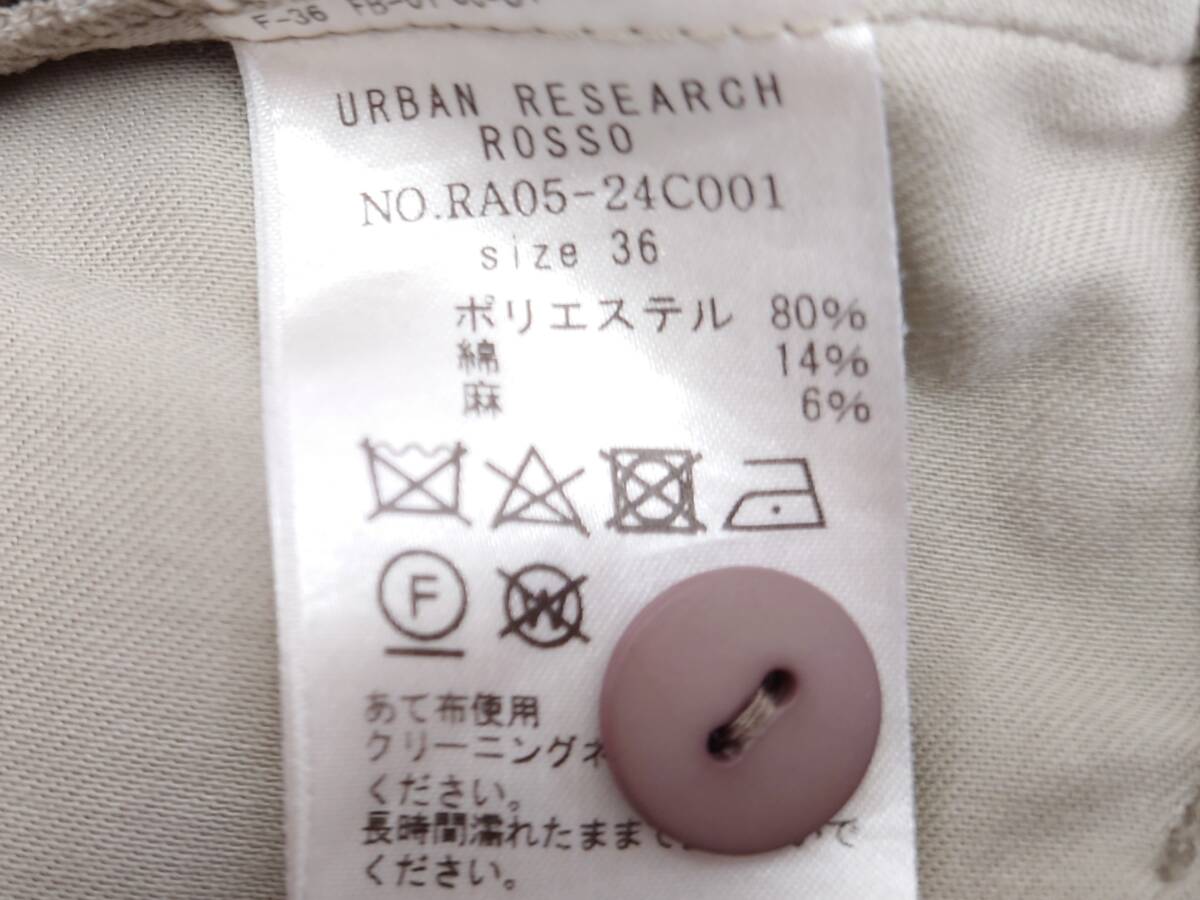 F-36
URBAN RESEARCH
ROSSO
NO.RA05-24C001
size 36
ポリエステル 80%
綿 14%
麻 6%
F W
あて布使用
クリーニングネ
ください。
長時間濡れたまま いで
ください。